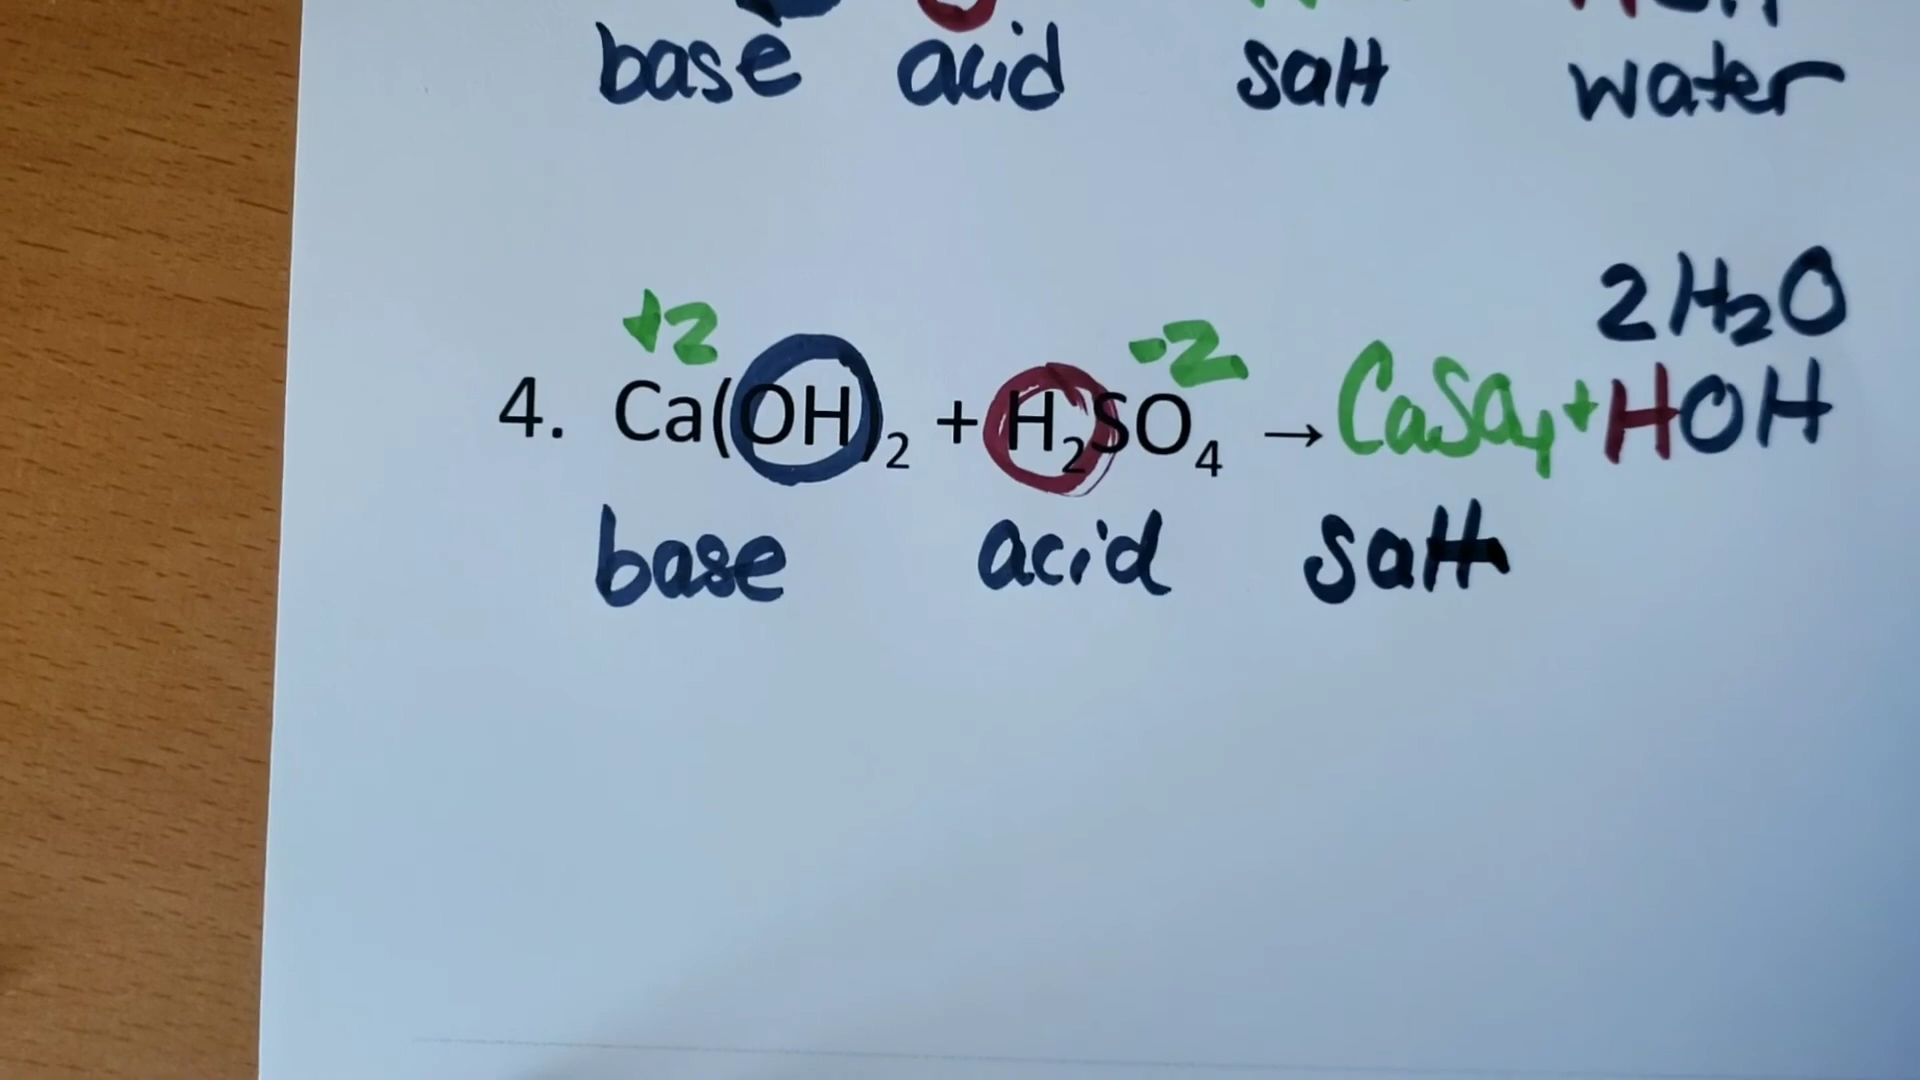 base acid salt water
2H₂O
+2 -2
4. Ca(OH)₂ + H₂SO₄ → CaSO₄ + HOH
base acid salt